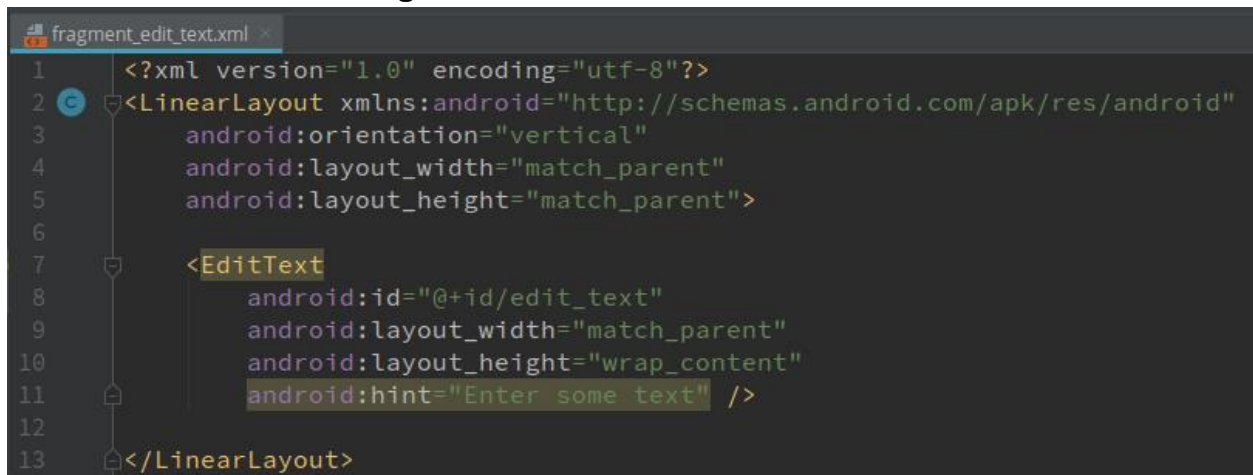 fragment_edit_text.xml
1 <?xml version="1.0" encoding="utf-8"?>
2 C <LinearLayout xmlns:android="http://schemas.android.com/apk/res/android"
3 android:orientation="vertical"
4 android:layout_width="match_parent"
5 android:layout_height="match_parent">
6
7 <EditText
8 android:id="@+id/edit_text"
9 android:layout_width="match_parent"
10 android:layout_height="wrap_content"
11 android:hint="Enter some text" />
12
13 </LinearLayout>